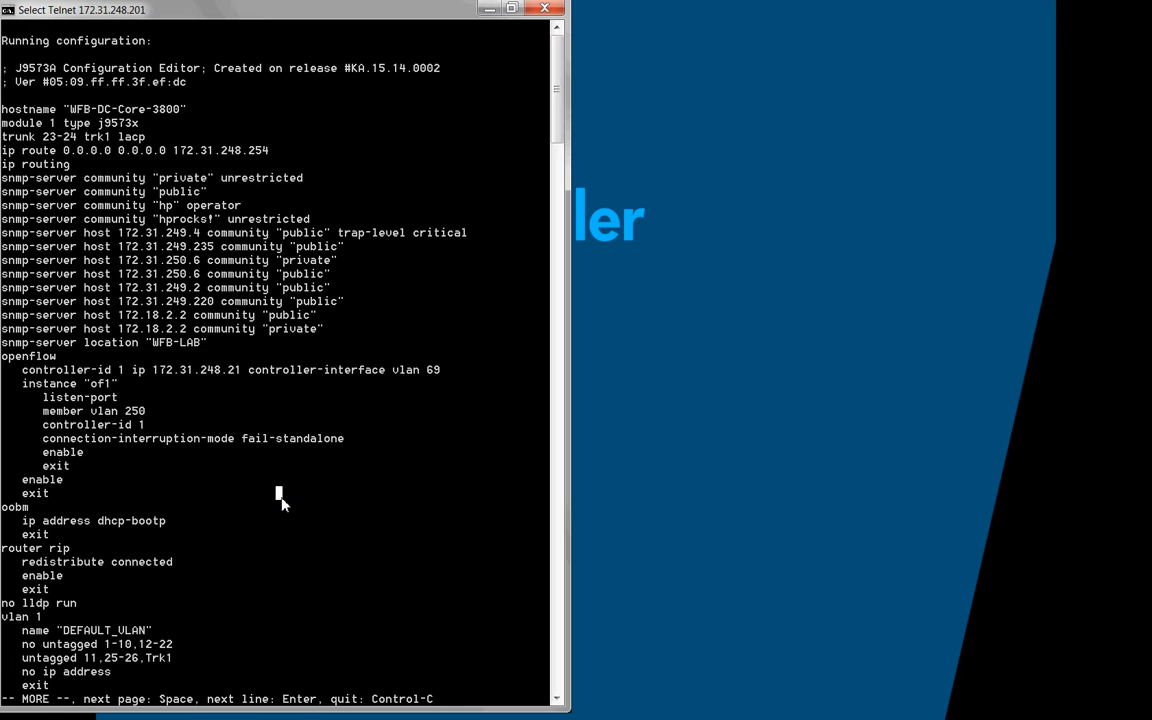 Select Telnet 172.31.248.201
Running configuration:
; J9573A Configuration Editor; Created on release #KA.15.14.0002
; Ver #05:09.ff.ff.3f.ef:dc
hostname "WFB-DC-Core-3800"
module 1 type j9573x
trunk 23-24 trk1 lacp
ip route 0.0.0.0 0.0.0.0 172.31.248.254
ip routing
snmp-server community "private" unrestricted
snmp-server community "public"
snmp-server community "hp" operator
snmp-server community "hprocks!" unrestricted
snmp-server host 172.31.249.4 community "public" trap-level critical
snmp-server host 172.31.249.235 community "public"
snmp-server host 172.31.250.6 community "private"
snmp-server host 172.31.250.6 community "public"
snmp-server host 172.31.249.2 community "public"
snmp-server host 172.31.249.220 community "public"
snmp-server host 172.18.2.2 community "public"
snmp-server host 172.18.2.2 community "private"
snmp-server location "WFB-LAB"
openflow
controller-id 1 ip 172.31.248.21 controller-interface vlan 69
instance "of1"
listen-port
member vlan 250
controller-id 1
connection-interruption-mode fail-standalone
enable
exit
enable
exit
oobm
ip address dhcp-bootp
exit
router rip
redistribute connected
enable
exit
no lldp run
vlan 1
name "DEFAULT_VLAN"
no untagged 1-10,12-22
untagged 11,25-26,Trk1
no ip address
exit
-- MORE --, next page: Space, next line: Enter, quit: Control-C
ler